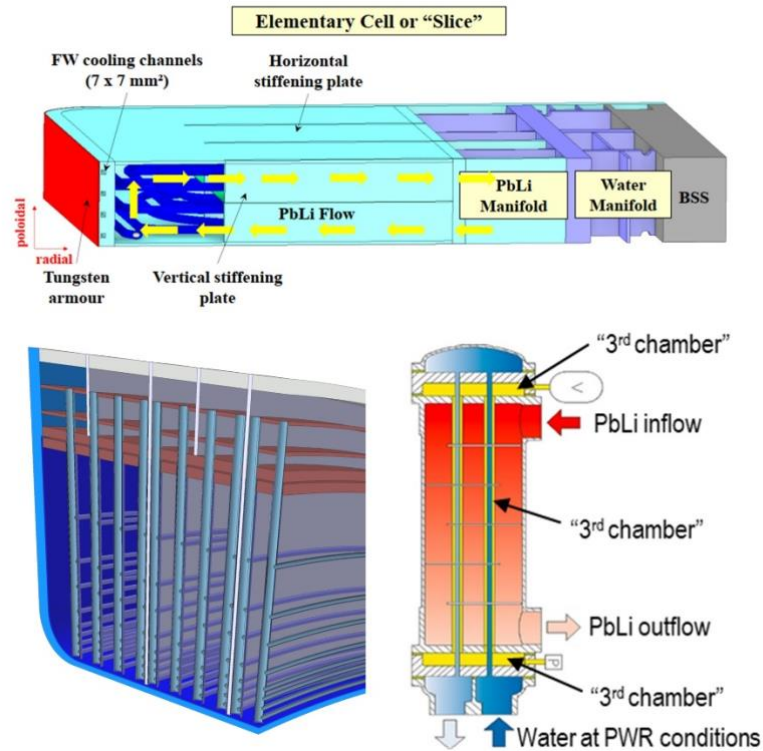 Elementary Cell or “Slice”
FW cooling channels
(7 x 7 mm²)
Horizontal
stiffening plate
PbLi Flow
PbLi
Manifold
Water
Manifold
BSS
poloidal
radial
Tungsten
armour
Vertical stiffening
plate
“3rd chamber”
V
PbLi inflow
“3rd chamber”
PbLi outflow
P
“3rd chamber”
Water at PWR conditions